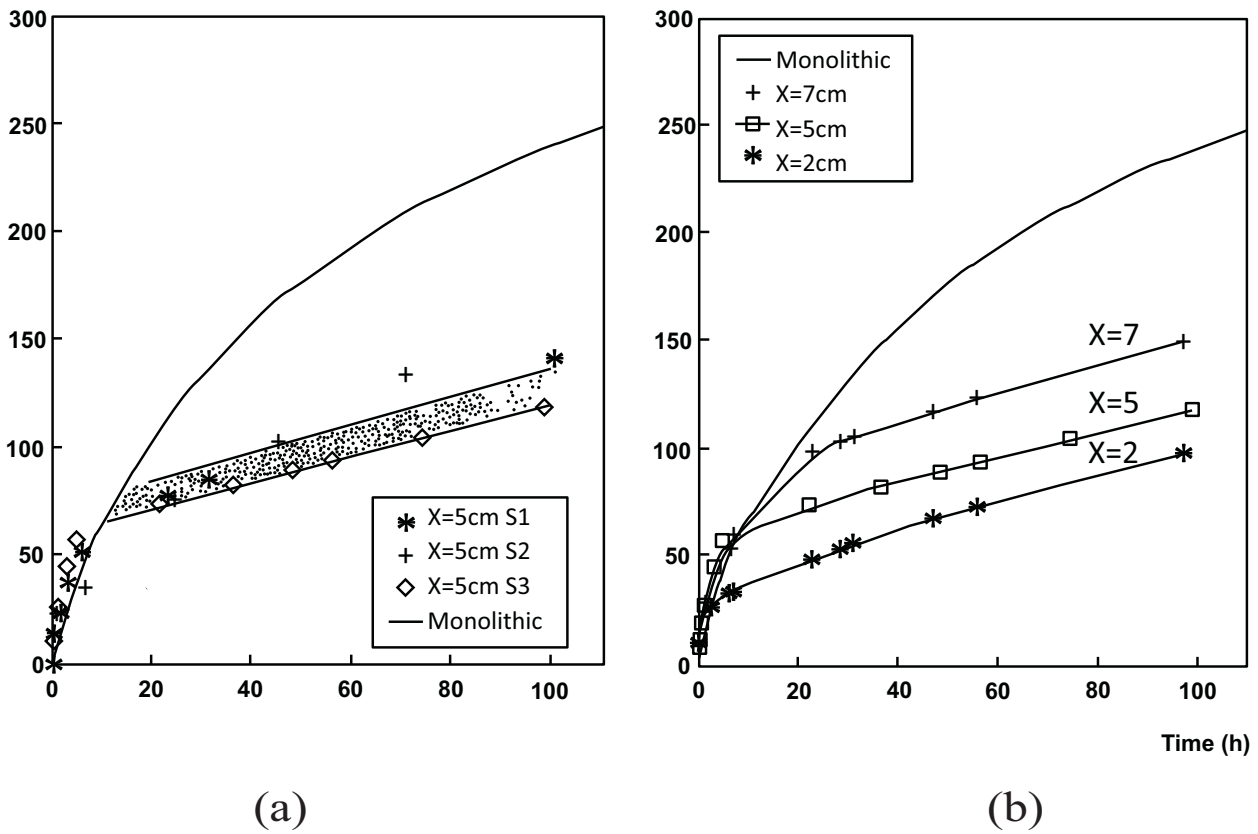 300
250
200
150
100
50
0
0 20 40 60 80 100
X=5cm S1
X=5cm S2
X=5cm S3
Monolithic
(a)
300
250
200
150
100
50
0
Monolithic
X=7cm
X=5cm
X=2cm
X=7
X=5
X=2
0 20 40 60 80 100
Time (h)
(b)